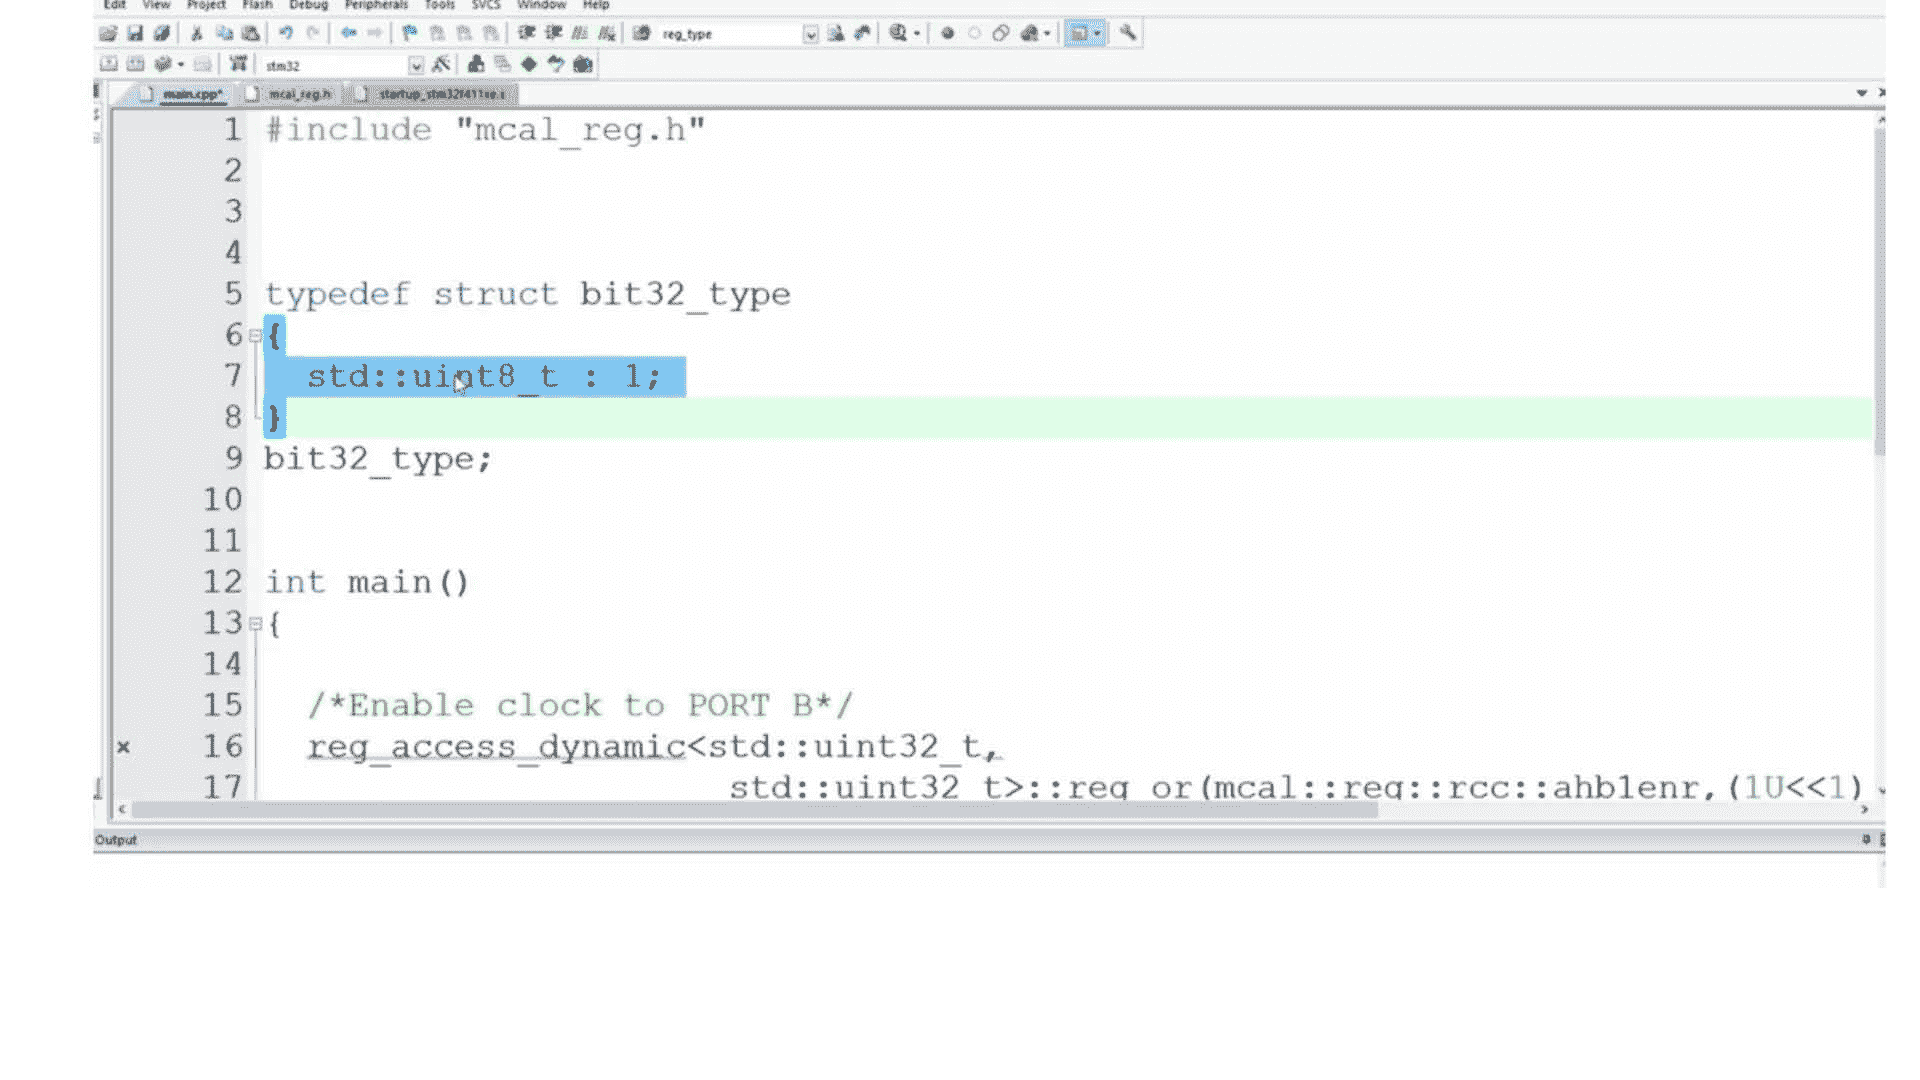 Edit View Project Flash Debug Peripherals Tools SVCS Window Help
reg_type
stm32
main.cpp* mcal_reg.h startup_stm32f411xe.s
1 #include "mcal_reg.h"
2
3
4
5 typedef struct bit32_type
6 {
7 std::uint8_t : 1;
8 }
9 bit32_type;
10
11
12 int main()
13 {
14
15 /*Enable clock to PORT B*/
16 reg_access_dynamic<std::uint32_t,
17 std::uint32_t>::reg_or(mcal::reg::rcc::ahb1enr,(1U<<1)
Output